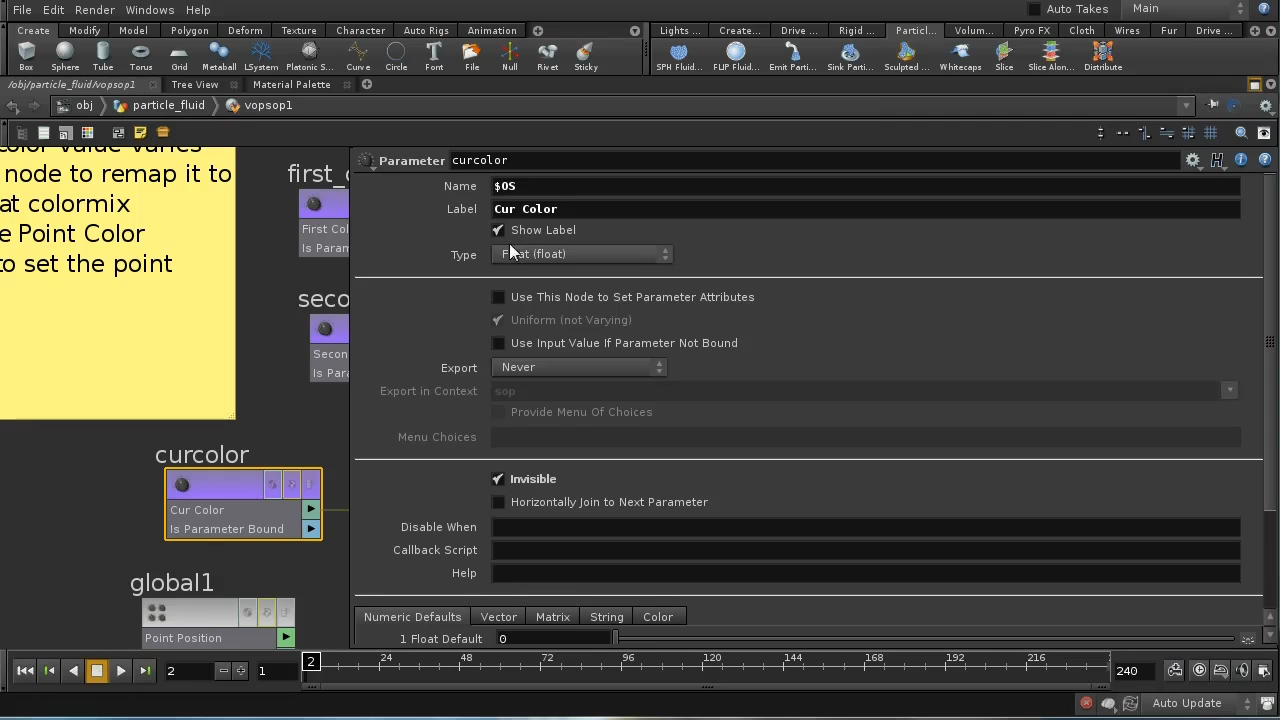 File Edit Render Windows Help Auto Takes Main
Create Modify Model Polygon Deform Texture Character Auto Rigs Animation Lights ... Create... Drive ... Rigid ... Particl... Volum... Pyro FX Cloth Wires Fur Drive ...
Box Sphere Tube Torus Grid Metaball LSystem Platonic S... Curve Circle Font File Null Rivet Sticky SPH Fluid... FLIP Fluid... Emit Parti... Sink Parti... Sculpted ... Whitecaps Slice Slice Alon... Distribute
/obj/particle_fluid/vopsop1 Tree View Material Palette
obj particle_fluid vopsop1
color value varies
node to remap it to
at colormix
e Point Color
to set the point
first_c
First Col
Is Param
seco
Secon
Is Para
curcolor
Cur Color
Is Parameter Bound
global1
Point Position
Parameter curcolor
Name $OS
Label Cur Color
Show Label
Type Float (float)
Use This Node to Set Parameter Attributes
Uniform (not Varying)
Use Input Value If Parameter Not Bound
Export Never
Export in Context sop
Provide Menu Of Choices
Menu Choices
Invisible
Horizontally Join to Next Parameter
Disable When
Callback Script
Help
Numeric Defaults Vector Matrix String Color
1 Float Default 0
2 1 2 24 48 72 96 120 144 168 192 216 240
Auto Update